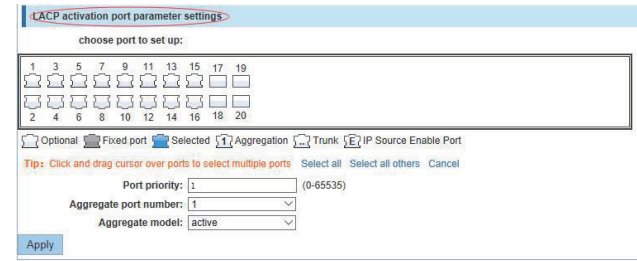 LACP activation port parameter settings
choose port to set up:
1 3 5 7 9 11 13 15 17 19
2 4 6 8 10 12 14 16 18 20
Optional Fixed port Selected 1 Aggregation ... Trunk E IP Source Enable Port
Tip: Click and drag cursor over ports to select multiple ports Select all Select all others Cancel
Port priority: 1 (0-65535)
Aggregate port number: 1
Aggregate model: active
Apply